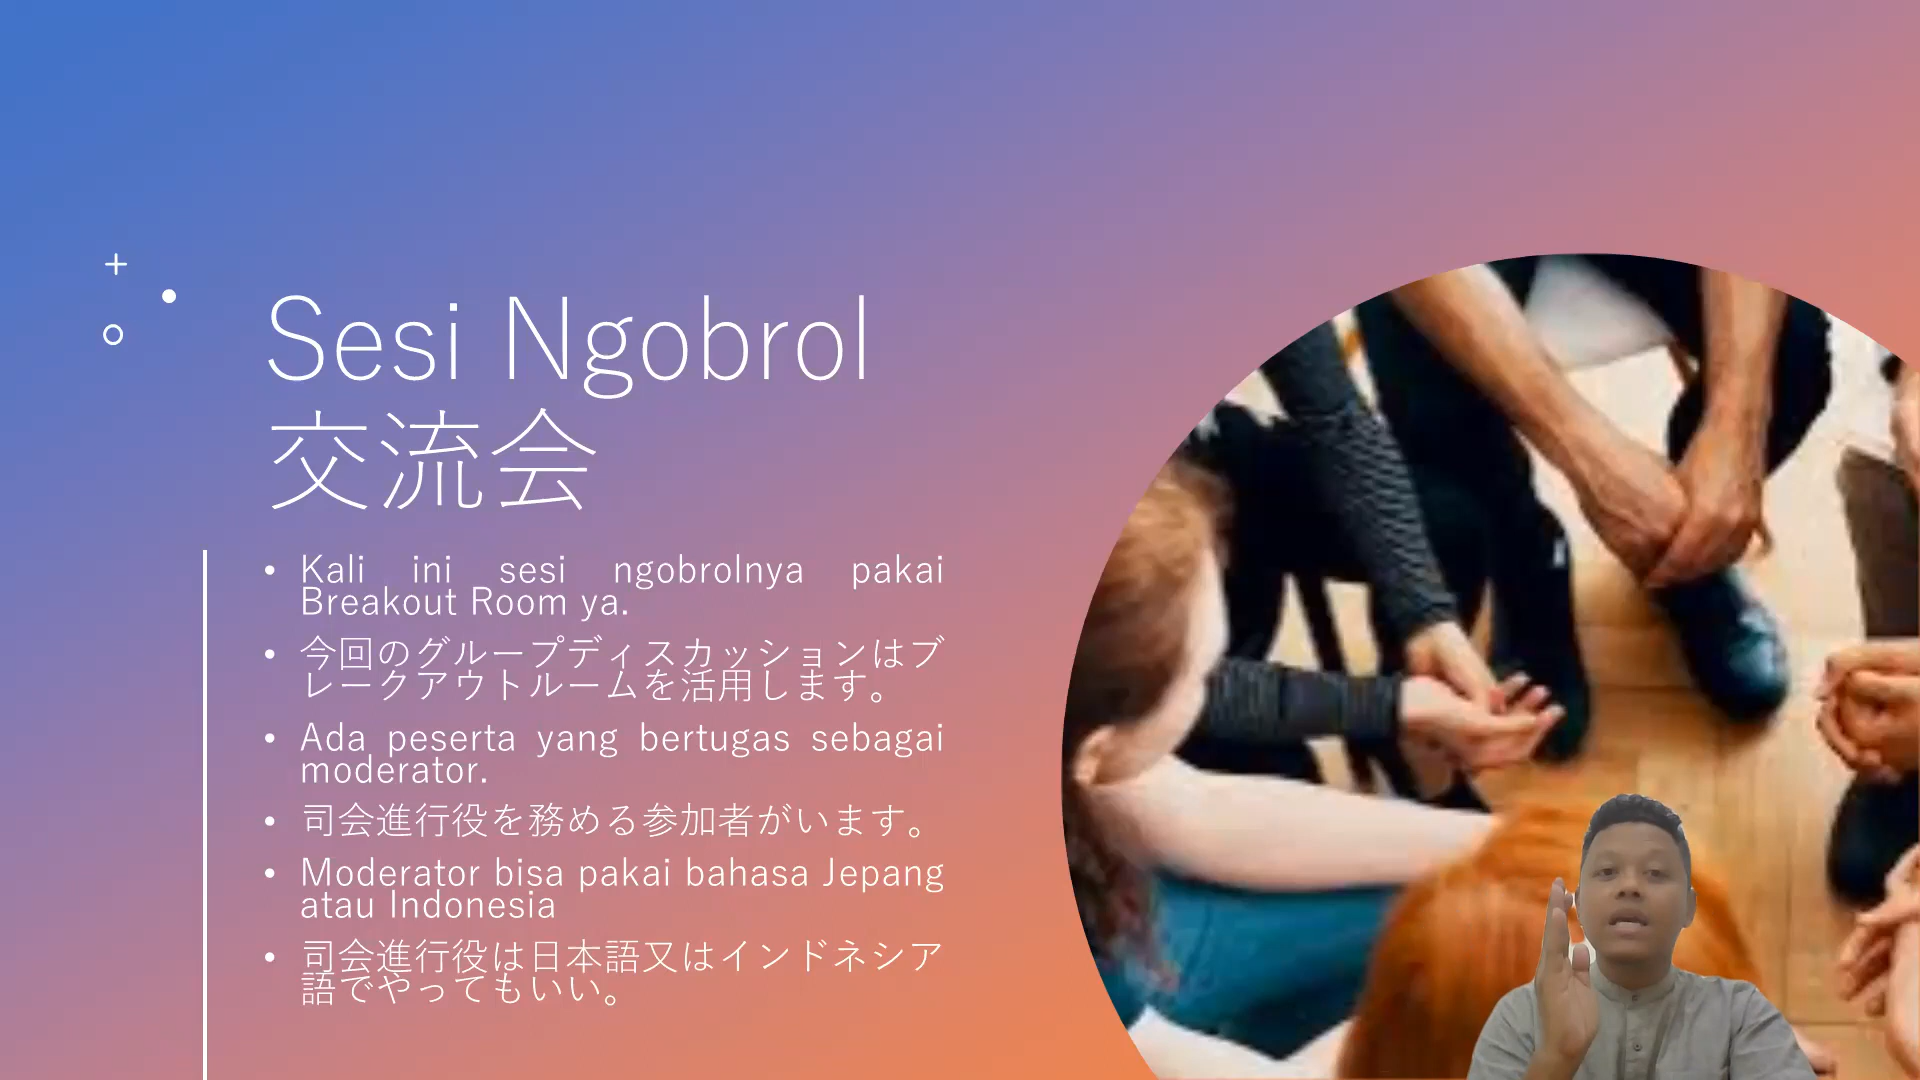 Sesi Ngobrol
交流会
• Kali ini sesi ngobrolnya pakai
Breakout Room ya.
• 今回のグループディスカッションはブ
レークアウトルームを活用します。
• Ada peserta yang bertugas sebagai
moderator.
• 司会進行役を務める参加者がいます。
• Moderator bisa pakai bahasa Jepang
atau Indonesia
• 司会進行役は日本語又はインドネシア
語でやってもいい。